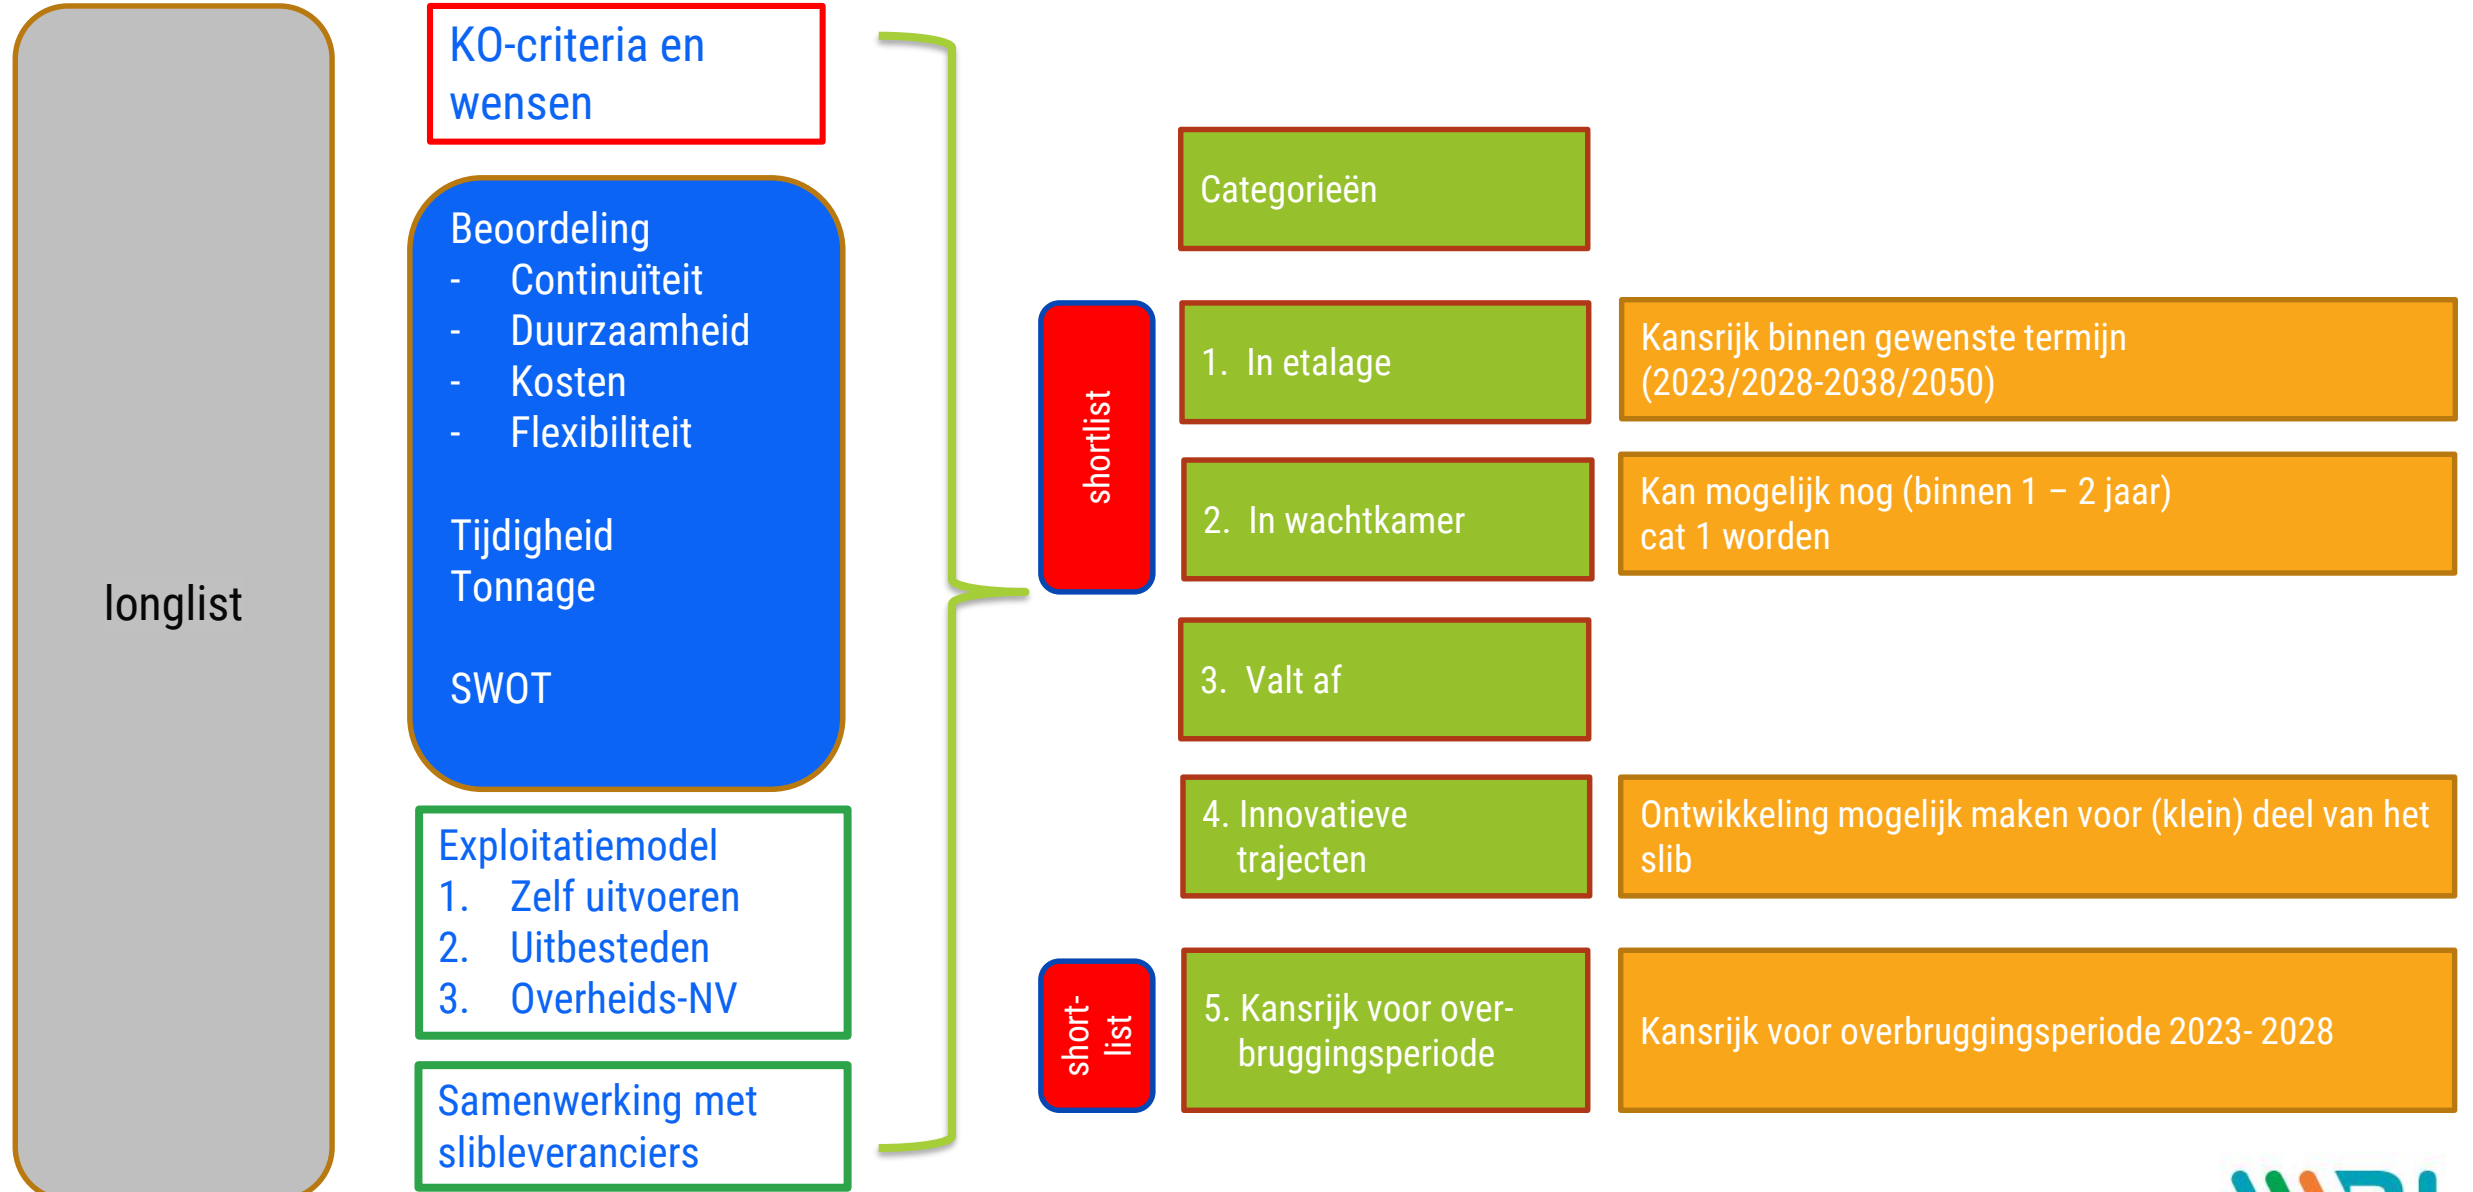 longlist
KO-criteria en
wensen
Beoordeling
- Continuïteit
- Duurzaamheid
- Kosten
- Flexibiliteit
Tijdigheid
Tonnage
SWOT
Exploitatiemodel
1. Zelf uitvoeren
2. Uitbesteden
3. Overheids-NV
Samenwerking met
slibleveranciers
shortlist
short-
list
Categorieën
1. In etalage
Kansrijk binnen gewenste termijn
(2023/2028-2038/2050)
2. In wachtkamer
Kan mogelijk nog (binnen 1 – 2 jaar)
cat 1 worden
3. Valt af
4. Innovatieve
trajecten
Ontwikkeling mogelijk maken voor (klein) deel van het
slib
5. Kansrijk voor over-
bruggingsperiode
Kansrijk voor overbruggingsperiode 2023- 2028